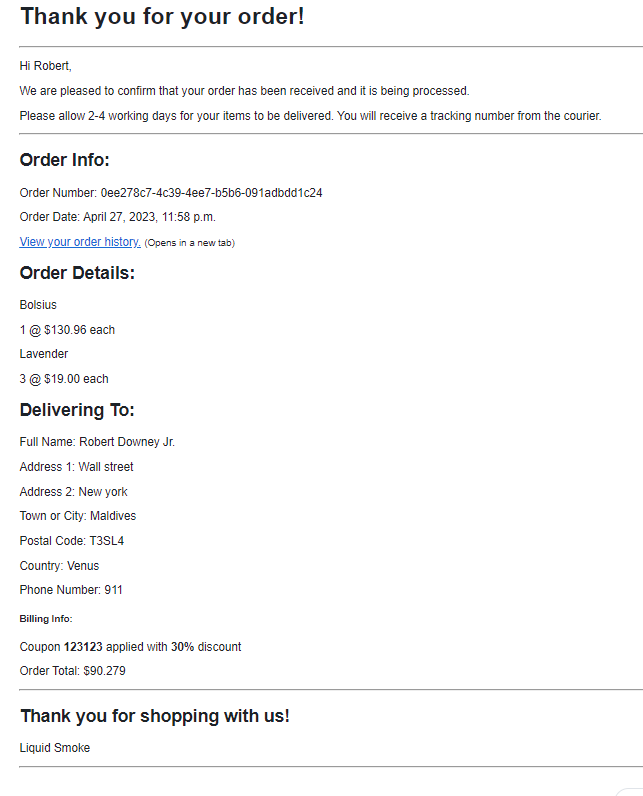 Thank you for your order!
Hi Robert,
We are pleased to confirm that your order has been received and it is being processed.
Please allow 2-4 working days for your items to be delivered. You will receive a tracking number from the courier.
Order Info:
Order Number: 0ee278c7-4c39-4ee7-b5b6-091adbdd1c24
Order Date: April 27, 2023, 11:58 p.m.
View your order history. (Opens in a new tab)
Order Details:
Bolsius
1 @ $130.96 each
Lavender
3 @ $19.00 each
Delivering To:
Full Name: Robert Downey Jr.
Address 1: Wall street
Address 2: New york
Town or City: Maldives
Postal Code: T3SL4
Country: Venus
Phone Number: 911
Billing Info:
Coupon 123123 applied with 30% discount
Order Total: $90.279
Thank you for shopping with us!
Liquid Smoke